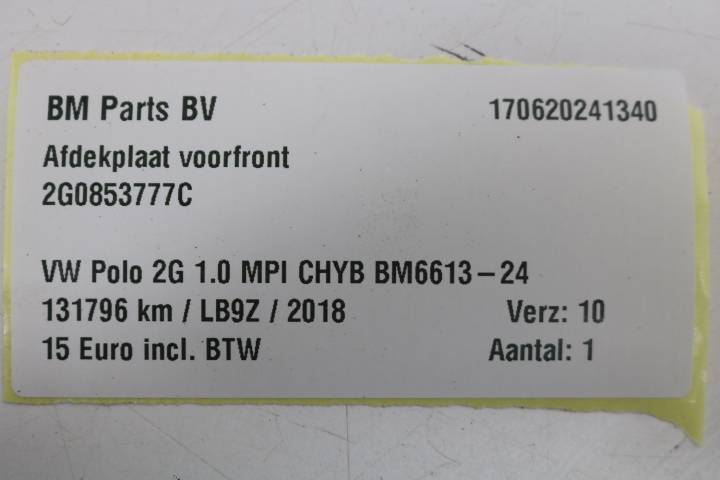 BM Parts BV 170620241340
Afdekplaat voorfront
2G0853777C
VW Polo 2G 1.0 MPI CHYB BM6613-24
131796 km / LB9Z / 2018 Verz: 10
15 Euro incl. BTW Aantal: 1